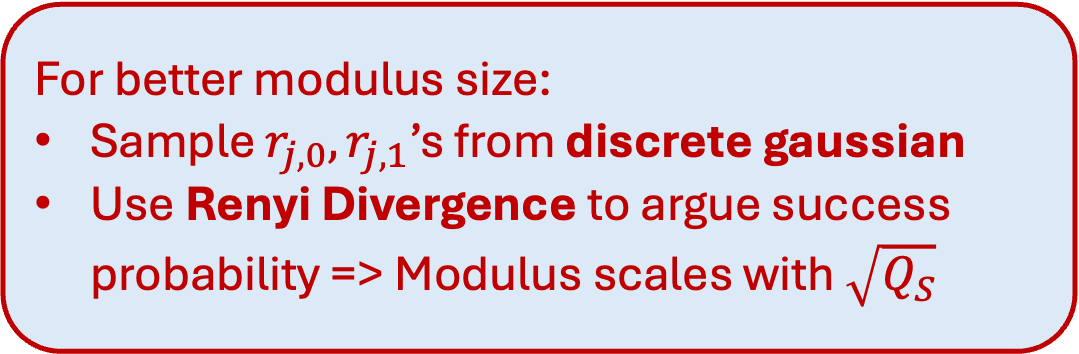 For better modulus size:
• Sample r_{j,0}, r_{j,1}'s from discrete gaussian
• Use Renyi Divergence to argue success
probability => Modulus scales with √Q_S